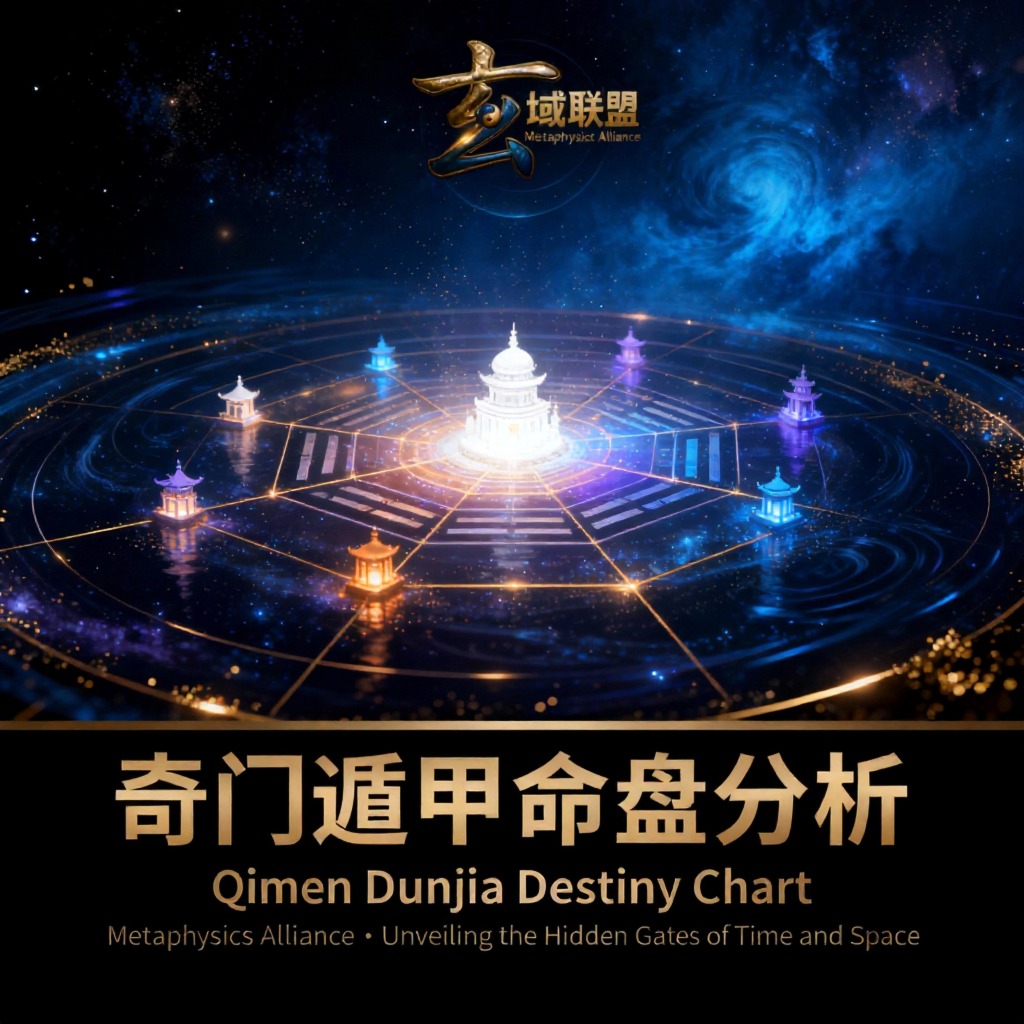 玄域联盟
Metaphysics Alliance
奇门遁甲命盘分析
Qimen Dunjia Destiny Chart
Metaphysics Alliance • Unveiling the Hidden Gates of Time and Space